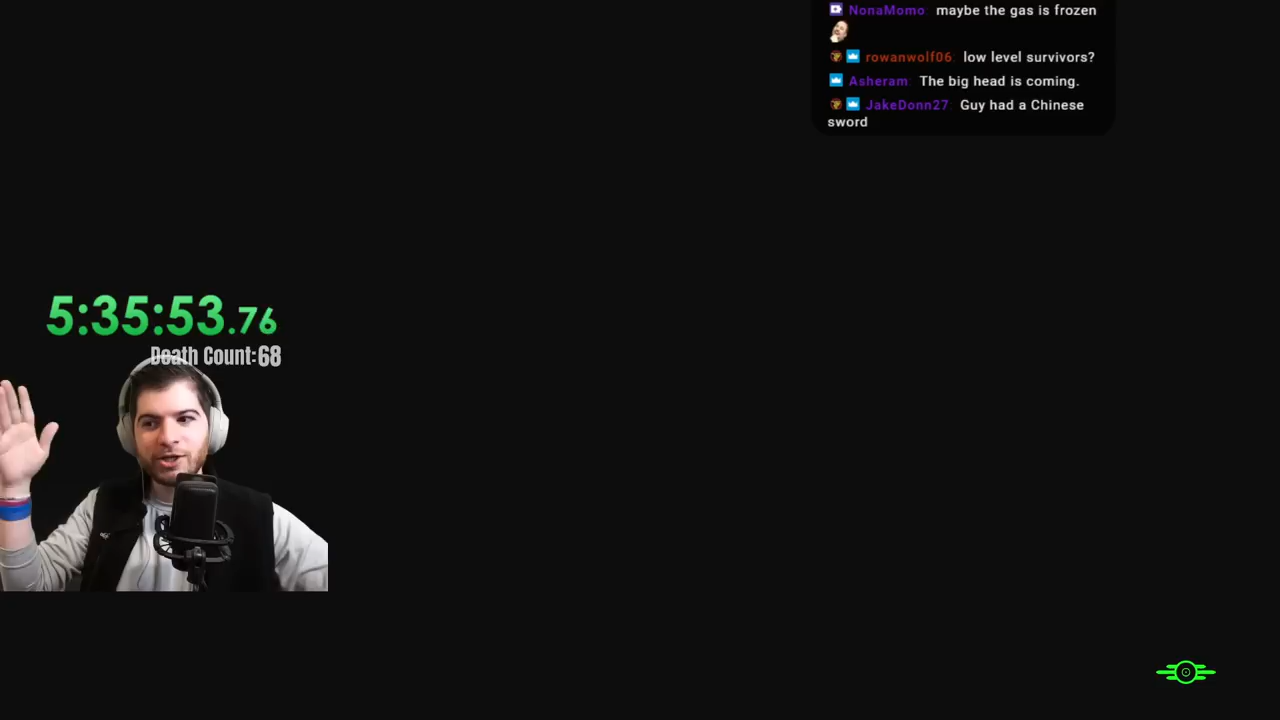 NonaMomo maybe the gas is frozen
rowanwolf06: low level survivors?
Asheram: The big head is coming.
JakeDonn27 Guy had a Chinese
sword
5:35:53.76
Death Count:68